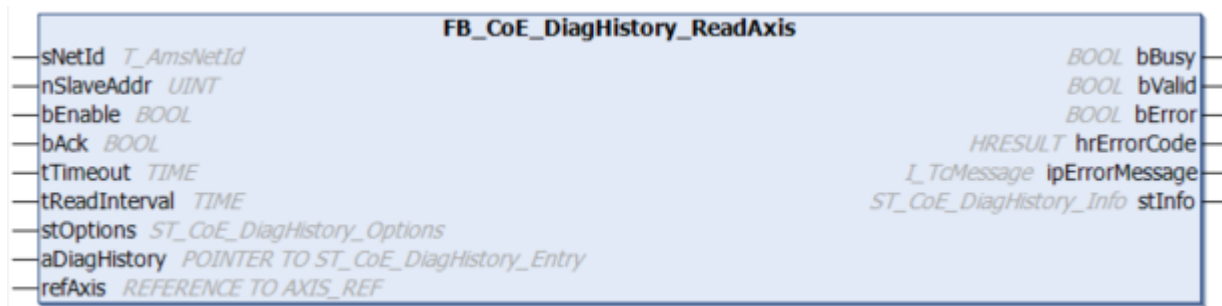 FB_CoE_DiagHistory_ReadAxis
sNetId T_AmsNetId BOOL bBusy
nSlaveAddr UINT BOOL bValid
bEnable BOOL BOOL bError
bAck BOOL HRESULT hrErrorCode
tTimeout TIME I_TcMessage ipErrorMessage
tReadInterval TIME ST_CoE_DiagHistory_Info stInfo
stOptions ST_CoE_DiagHistory_Options
aDiagHistory POINTER TO ST_CoE_DiagHistory_Entry
refAxis REFERENCE TO AXIS_REF